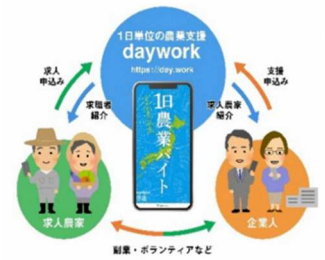 1日単位の農業支援
daywork
https://day.work
求人
申込み
支援
申込み
求職者
紹介
求人農家
紹介
1日農業バイト
求人農家
企業人
副業・ボランティアなど